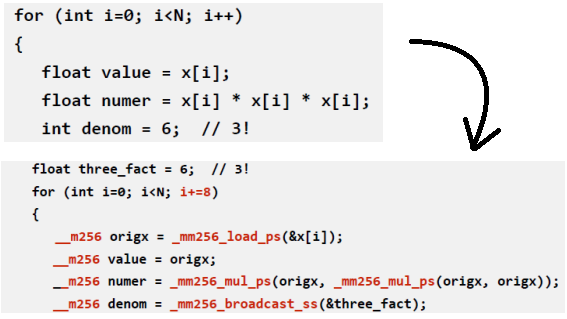 for (int i=0; i<N; i++)
{
float value = x[i];
float numer = x[i] * x[i] * x[i];
int denom = 6; // 3!
float three_fact = 6; // 3!
for (int i=0; i<N; i+=8)
{
__m256 origx = _mm256_load_ps(&x[i]);
__m256 value = origx;
__m256 numer = _mm256_mul_ps(origx, _mm256_mul_ps(origx, origx));
__m256 denom = _mm256_broadcast_ss(&three_fact);